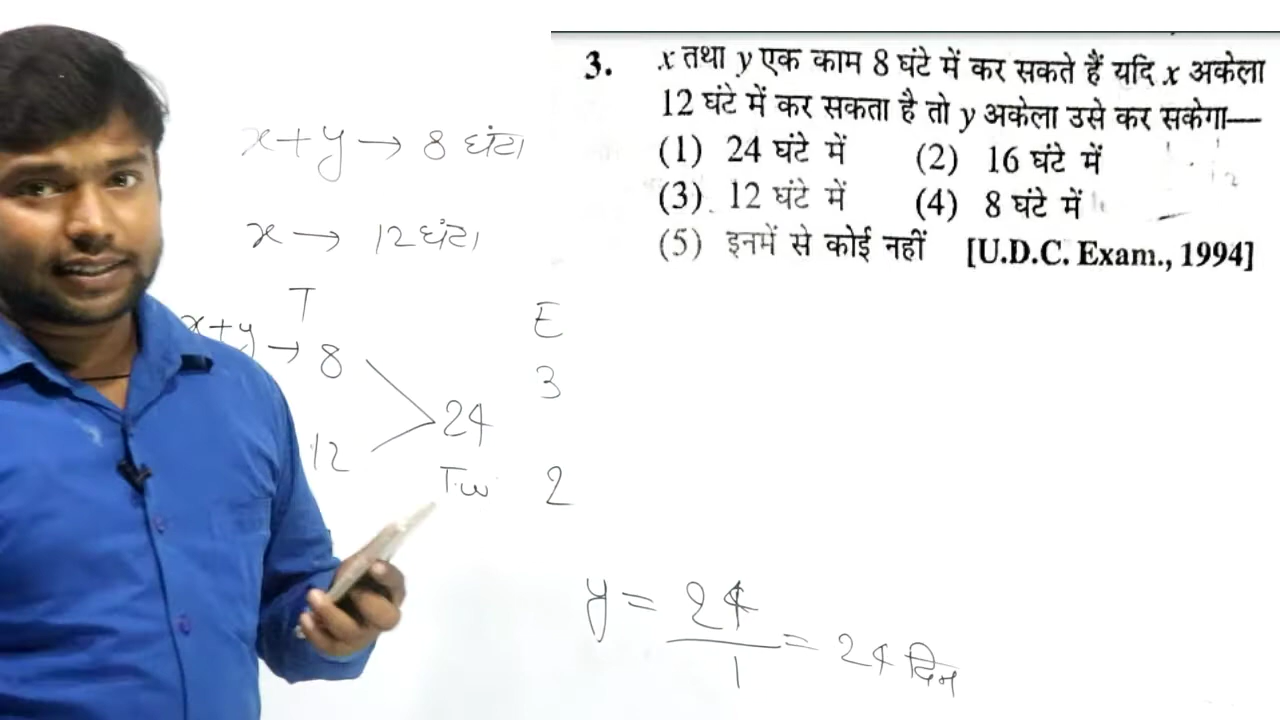 3. x तथा y एक काम 8 घंटे में कर सकते हैं यदि x अकेला
12 घंटे में कर सकता है तो y अकेला उसे कर सकेगा—
(1) 24 घंटे में (2) 16 घंटे में
(3) 12 घंटे में (4) 8 घंटे में
(5) इनमें से कोई नहीं [U.D.C. Exam., 1994]
x+y → 8 घंटा
x → 12 घंटा
T E
x+y → 8 3
24
12
T.W 2
y = 24/1 = 24 दिन